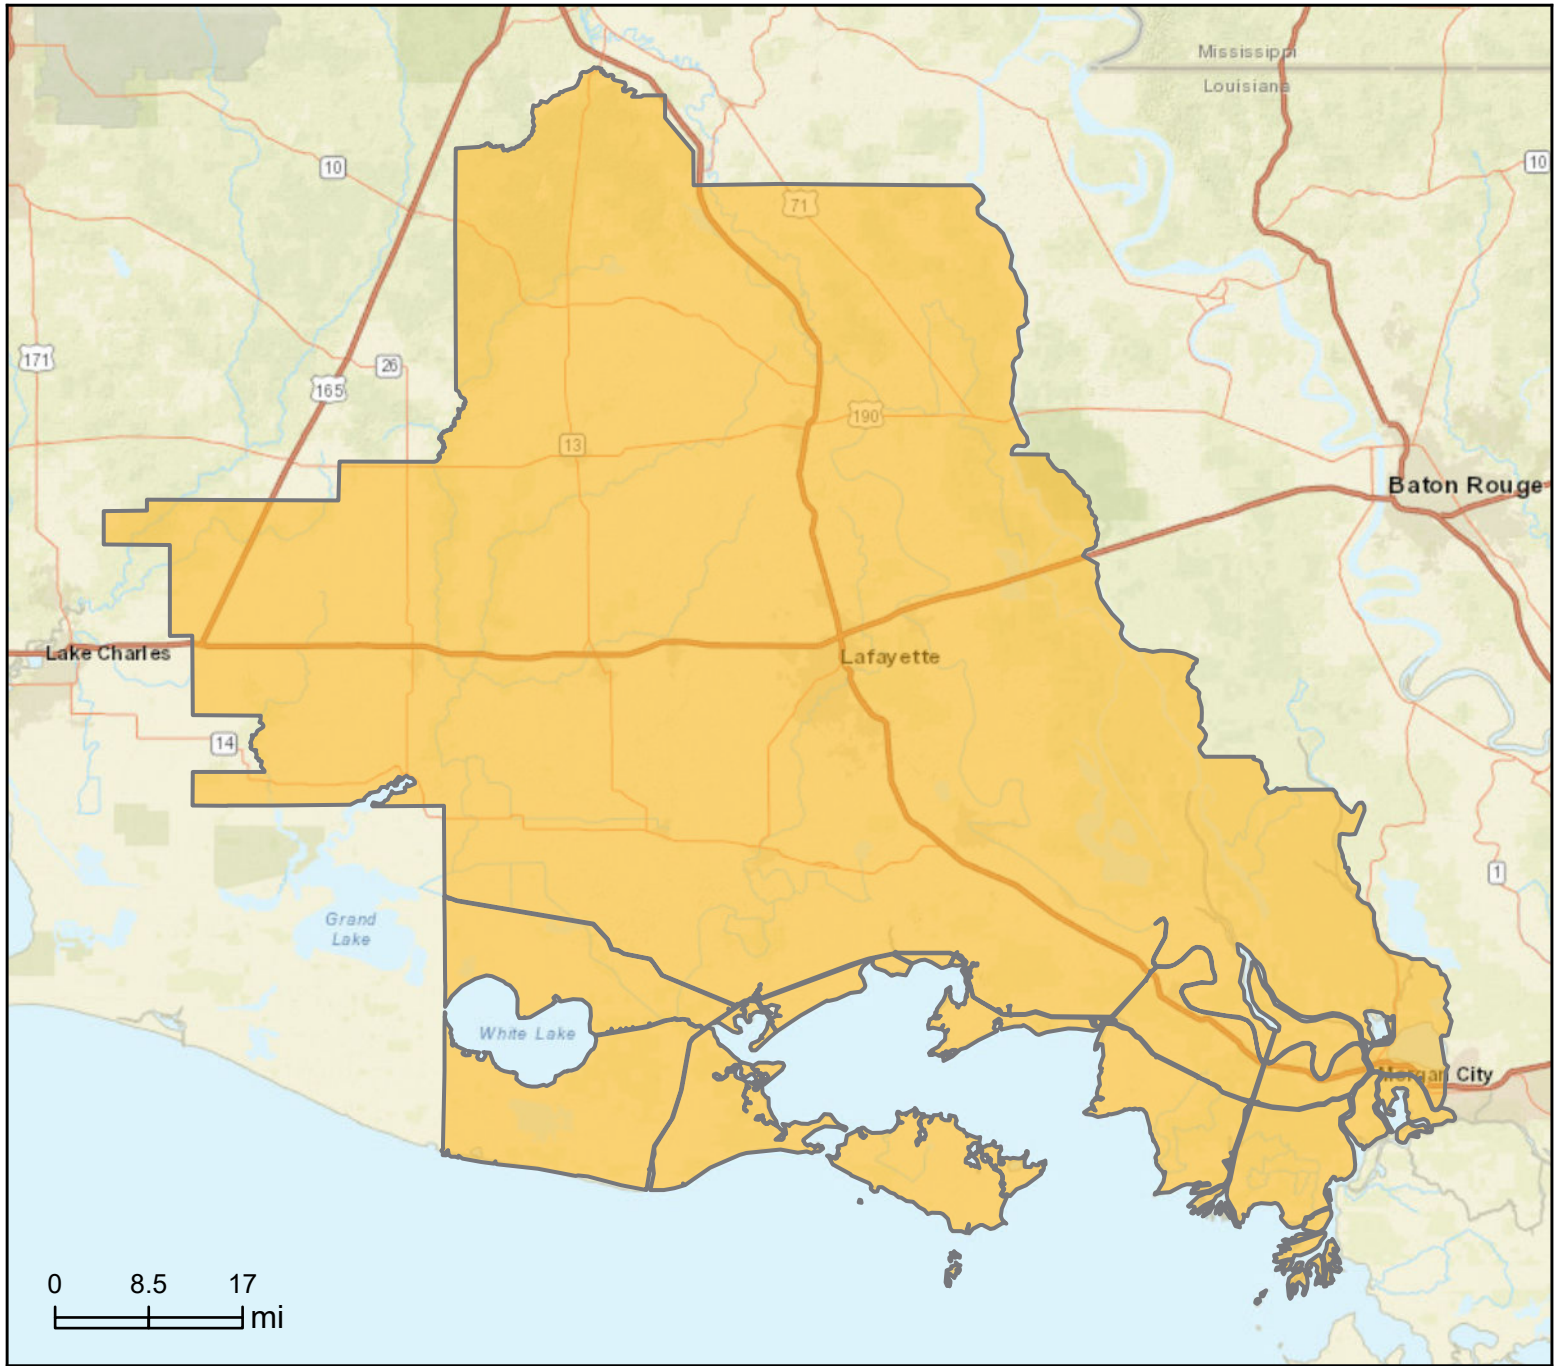 Mississippi
Louisiana
10
10
71
171
26
165
190
13
Baton Rouge
Lake Charles
Lafayette
14
1
Grand
Lake
White Lake
Morgan City
0 8.5 17
mi